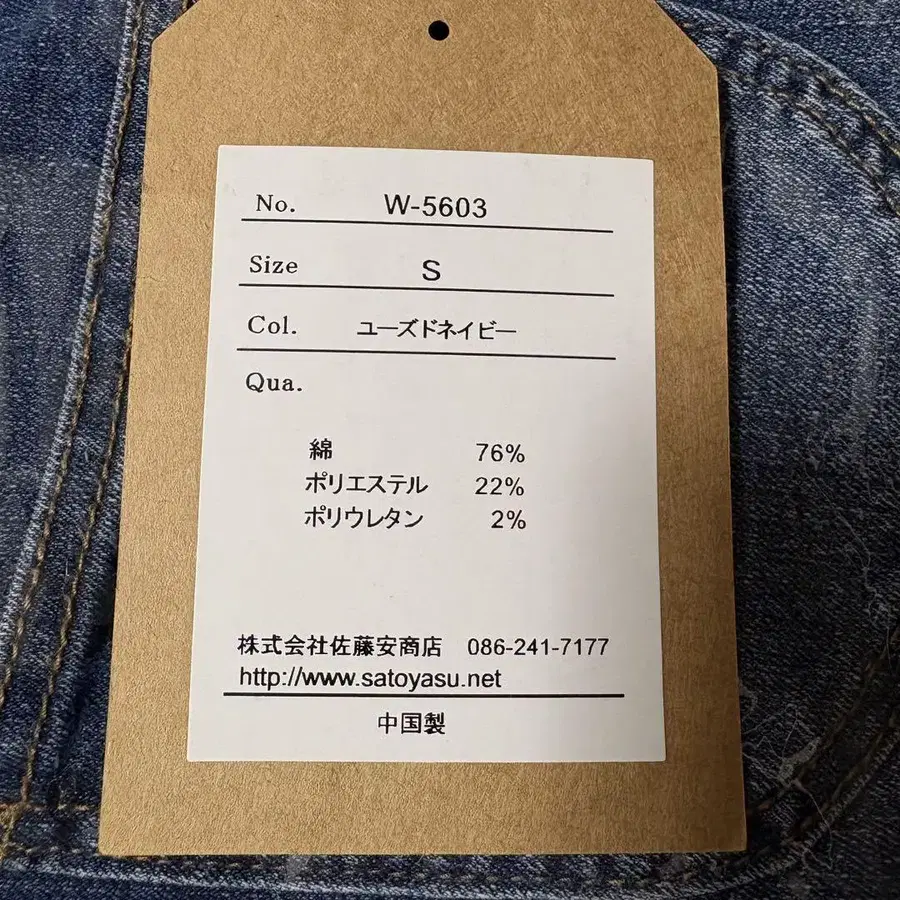 No. W-5603
Size S
Col. ユーズドネイビー
Qua.
綿 76%
ポリエステル 22%
ポリウレタン 2%
株式会社佐藤安商店 086-241-7177
http://www.satoyasu.net
中国製